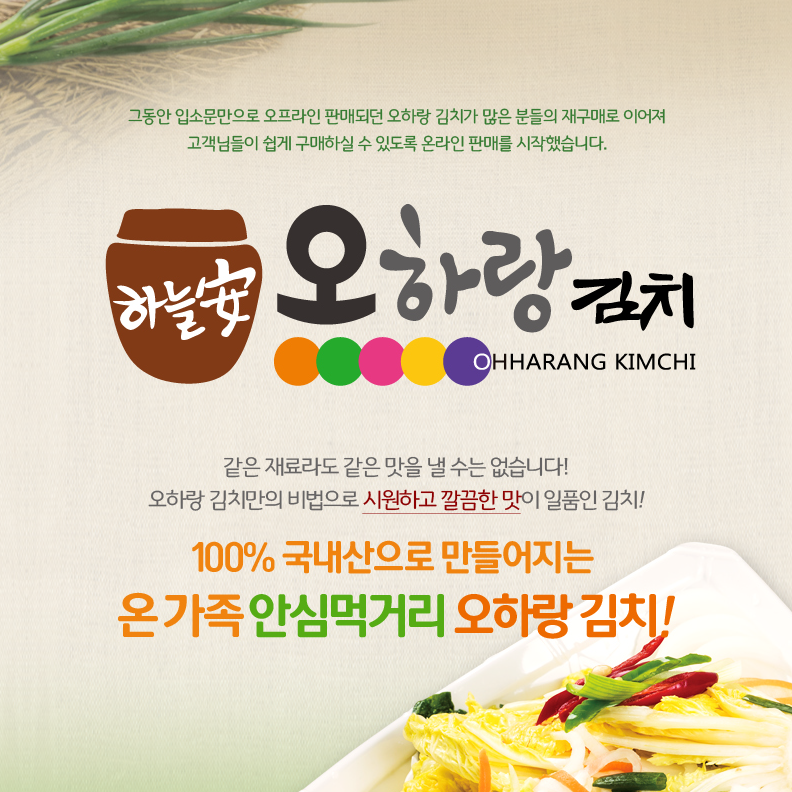 그동안 입소문만으로 오프라인 판매되던 오하랑 김치가 많은 분들의 재구매로 이어져
고객님들이 쉽게 구매하실 수 있도록 온라인 판매를 시작했습니다.
하늘安
오하랑 김치
OHHARANG KIMCHI
같은 재료라도 같은 맛을 낼 수는 없습니다!
오하랑 김치만의 비법으로 시원하고 깔끔한 맛이 일품인 김치!
100% 국내산으로 만들어지는
온 가족 안심먹거리 오하랑 김치!